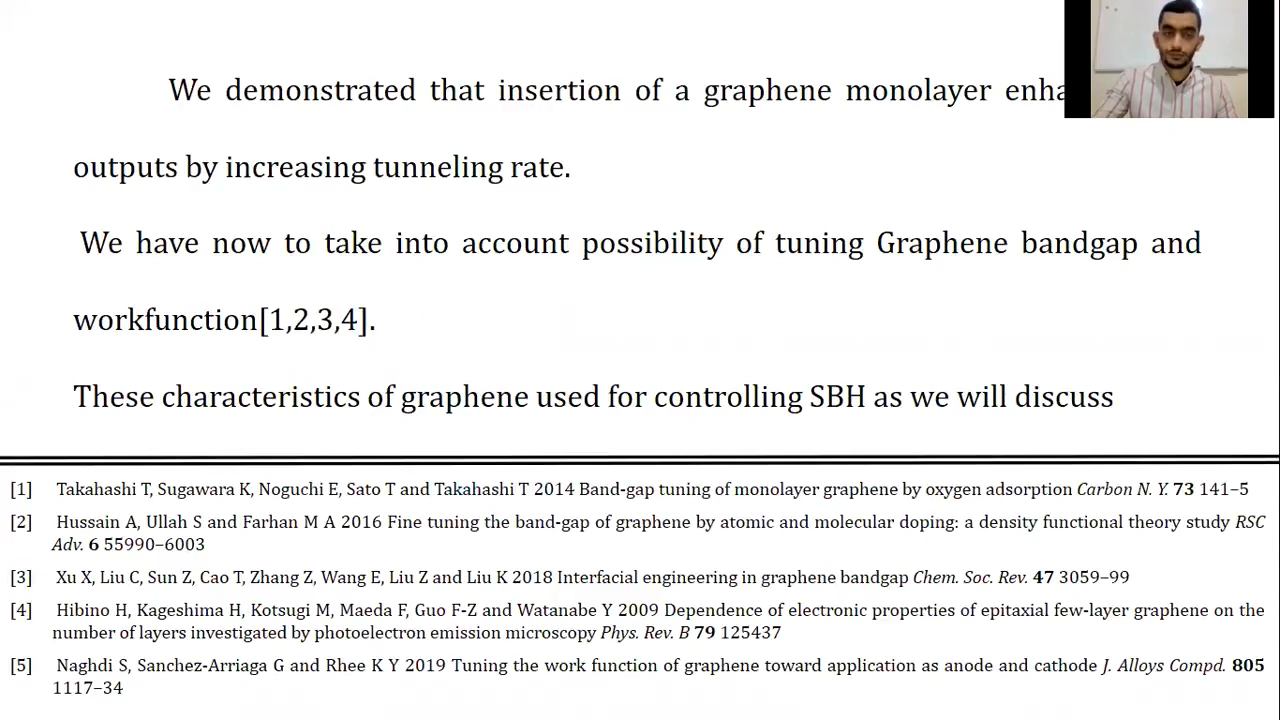 We demonstrated that insertion of a graphene monolayer
outputs by increasing tunneling rate.
We have now to take into account possibility of tuning Graphene bandgap and
workfunction[1,2,3,4].
These characteristics of graphene used for controlling SBH as we will discuss
[1] Takahashi T, Sugawara K, Noguchi E, Sato T and Takahashi T 2014 Band-gap tuning of monolayer graphene by oxygen adsorption Carbon N. Y. 73 141–5
[2] Hussain A, Ullah S and Farhan M A 2016 Fine tuning the band-gap of graphene by atomic and molecular doping: a density functional theory study RSC
Adv. 6 55990–6003
[3] Xu X, Liu C, Sun Z, Cao T, Zhang Z, Wang E, Liu Z and Liu K 2018 Interfacial engineering in graphene bandgap Chem. Soc. Rev. 47 3059–99
[4] Hibino H, Kageshima H, Kotsugi M, Maeda F, Guo F-Z and Watanabe Y 2009 Dependence of electronic properties of epitaxial few-layer graphene on the
number of layers investigated by photoelectron emission microscopy Phys. Rev. B 79 125437
[5] Naghdi S, Sanchez-Arriaga G and Rhee K Y 2019 Tuning the work function of graphene toward application as anode and cathode J. Alloys Compd. 805
1117–34